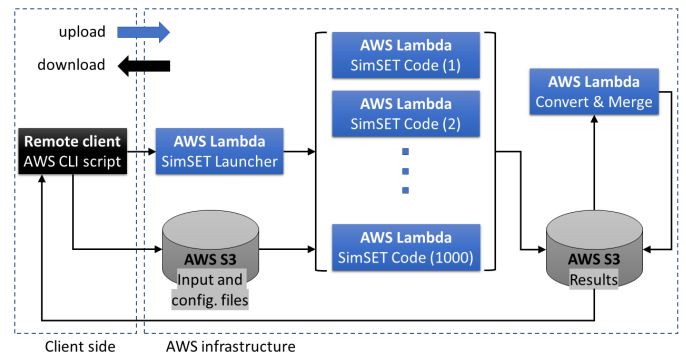 upload
download
Remote client
AWS CLI script
AWS Lambda
SimSET Launcher
AWS S3
Input and
config. files
AWS Lambda
SimSET Code (1)
AWS Lambda
SimSET Code (2)
AWS Lambda
SimSET Code (1000)
AWS Lambda
Convert & Merge
AWS S3
Results
Client side
AWS infrastructure